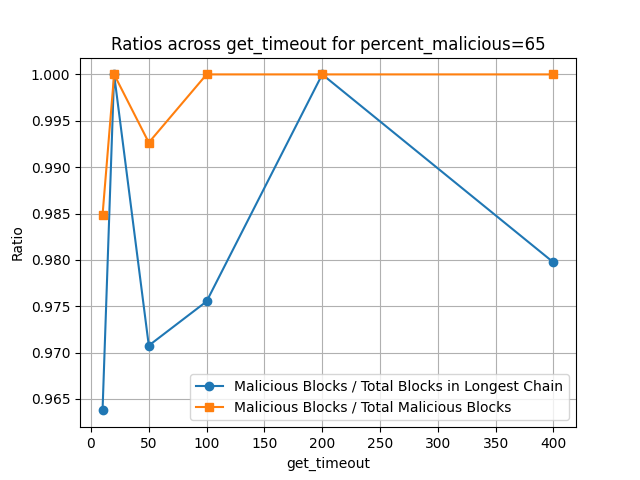 Ratios across get_timeout for percent_malicious=65
1.000
0.995
0.990
0.985
0.980
0.975
0.970
0.965
Ratio
Malicious Blocks / Total Blocks in Longest Chain
Malicious Blocks / Total Malicious Blocks
0 50 100 150 200 250 300 350 400
get_timeout